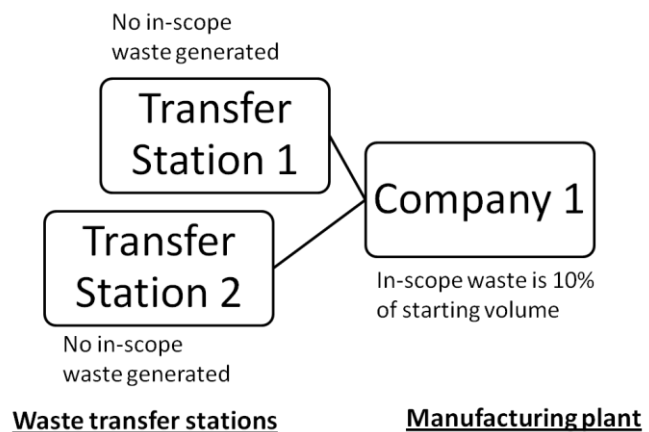 No in-scope
waste generated
Transfer
Station 1
Company 1
Transfer
Station 2
In-scope waste is 10%
of starting volume
No in-scope
waste generated
Waste transfer stations
Manufacturing plant